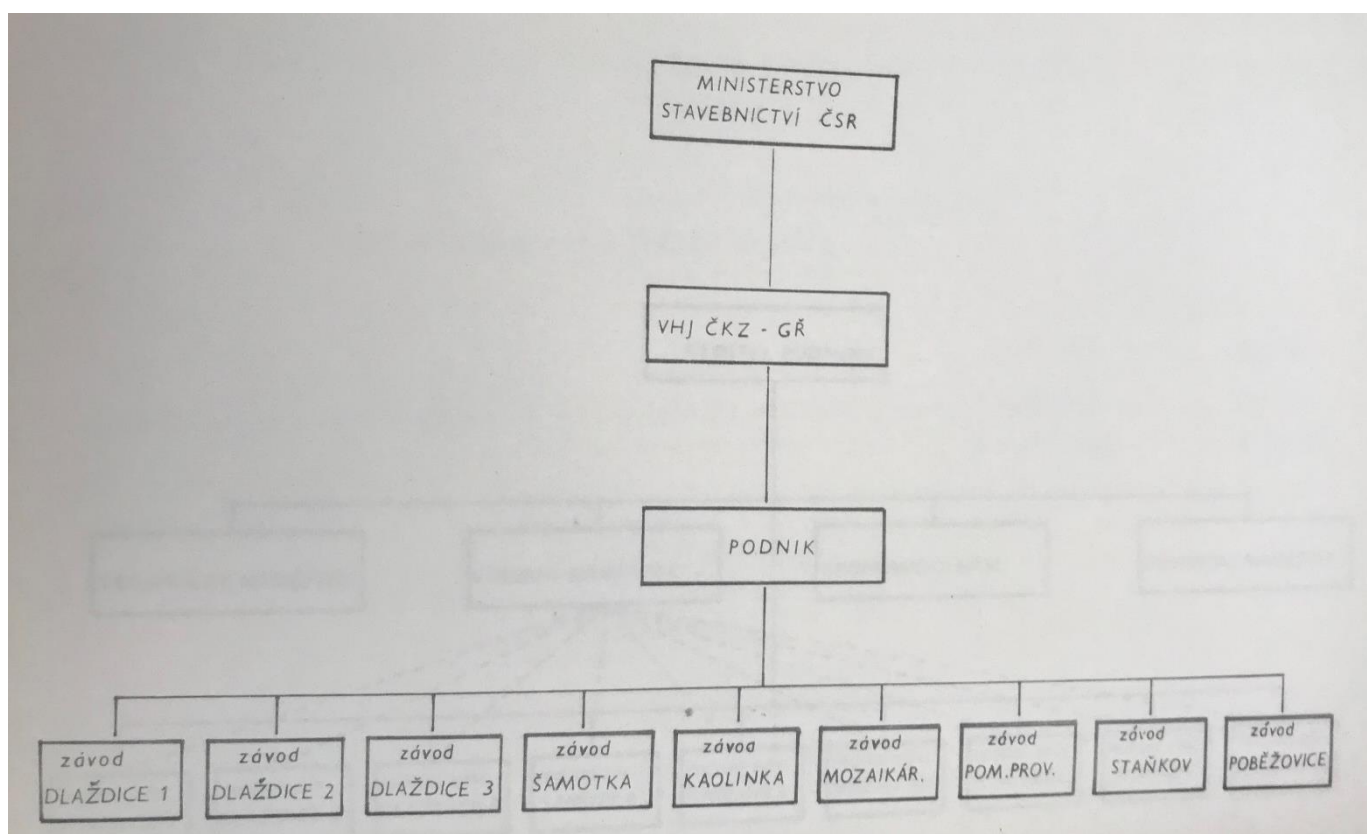 MINISTERSTVO
STAVEBNICTVÍ ČSR
VHJ ČKZ - GŘ
PODNIK
závod
DLAŽDICE 1
závod
DLAŽDICE 2
závod
DLAŽDICE 3
závod
ŠAMOTKA
závod
KAOLINKA
závod
MOZAIKÁR.
závod
POM.PROV.
závod
STAŇKOV
závod
POBĚŽOVICE